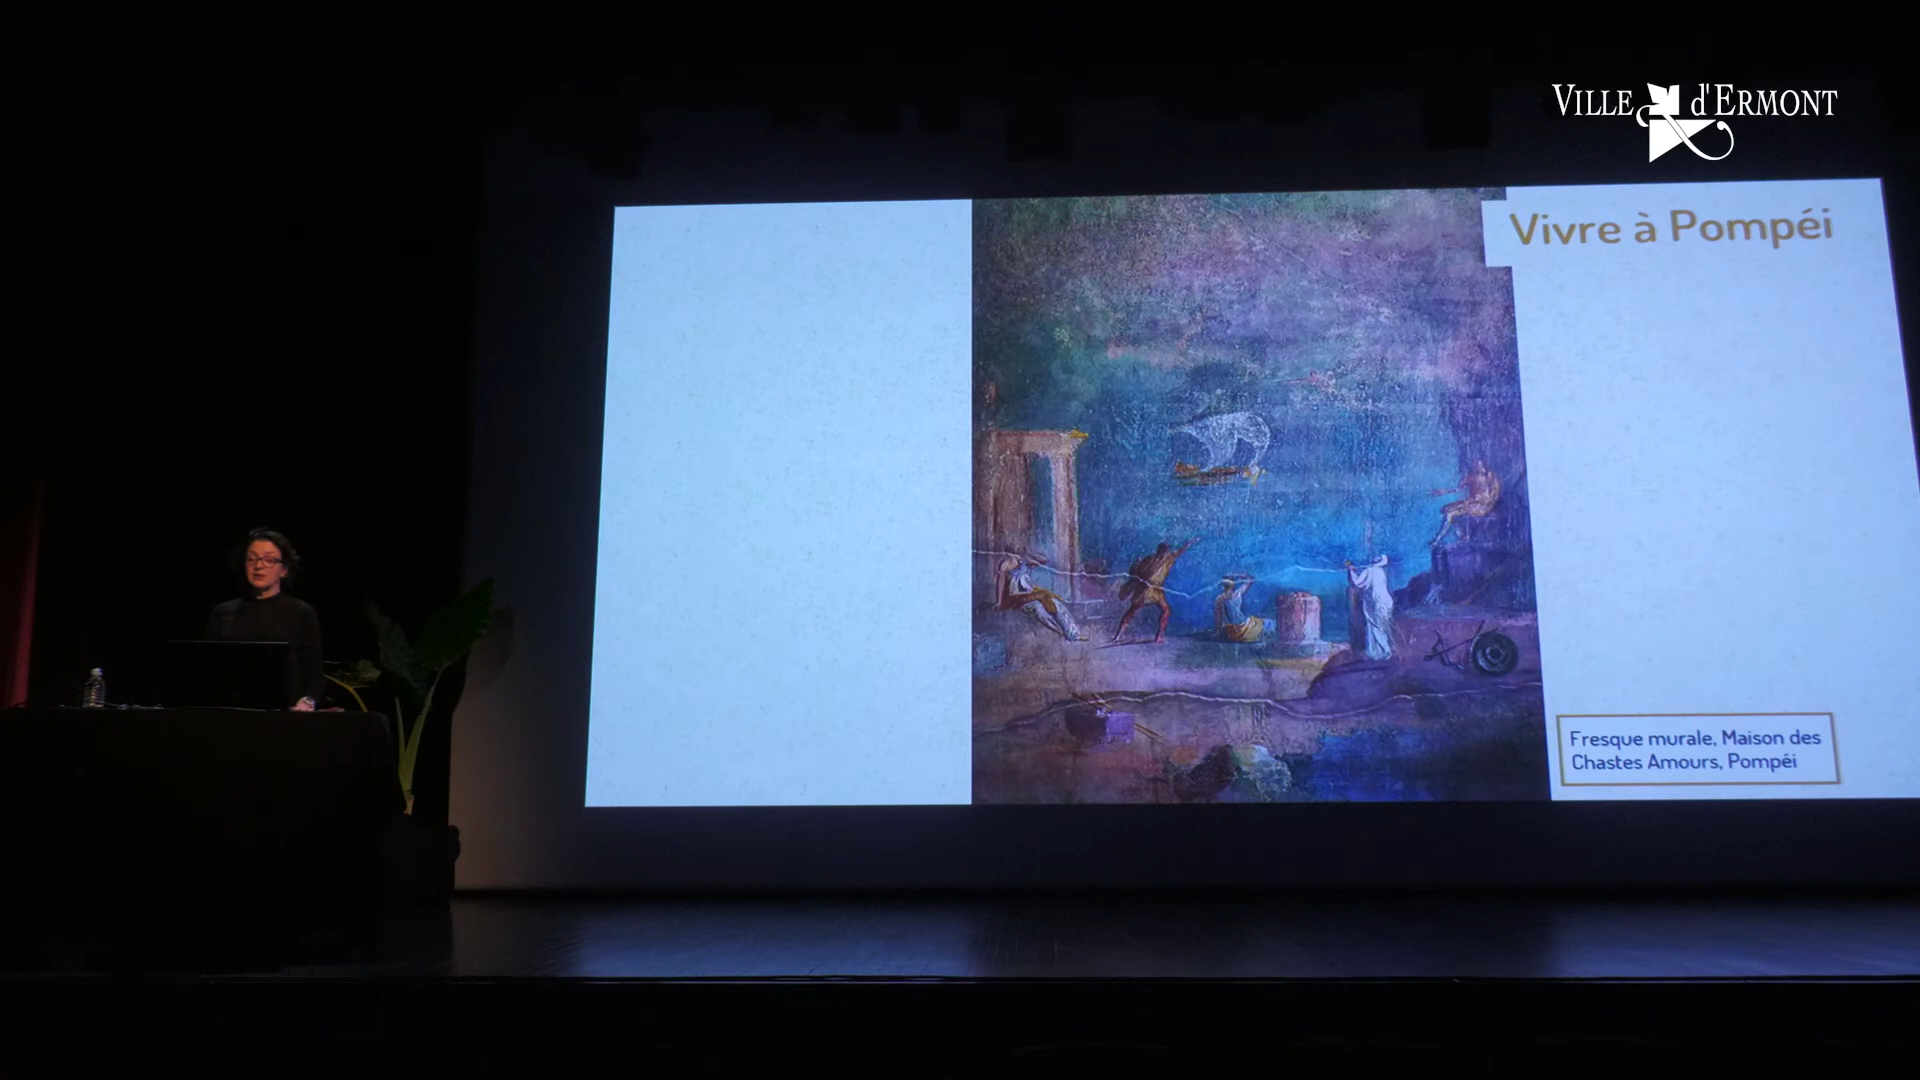 VILLE d'ERMONT
Vivre à Pompéi
Fresque murale, Maison des
Chastes Amours, Pompéi